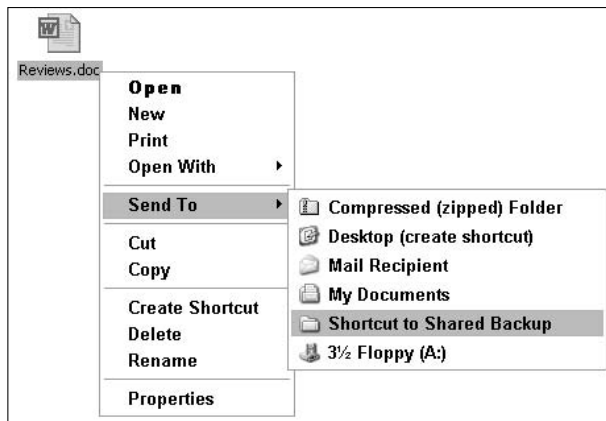 Reviews.doc
Open
New
Print
Open With
Send To
Cut
Copy
Create Shortcut
Delete
Rename
Properties
Compressed (zipped) Folder
Desktop (create shortcut)
Mail Recipient
My Documents
Shortcut to Shared Backup
3½ Floppy (A:)